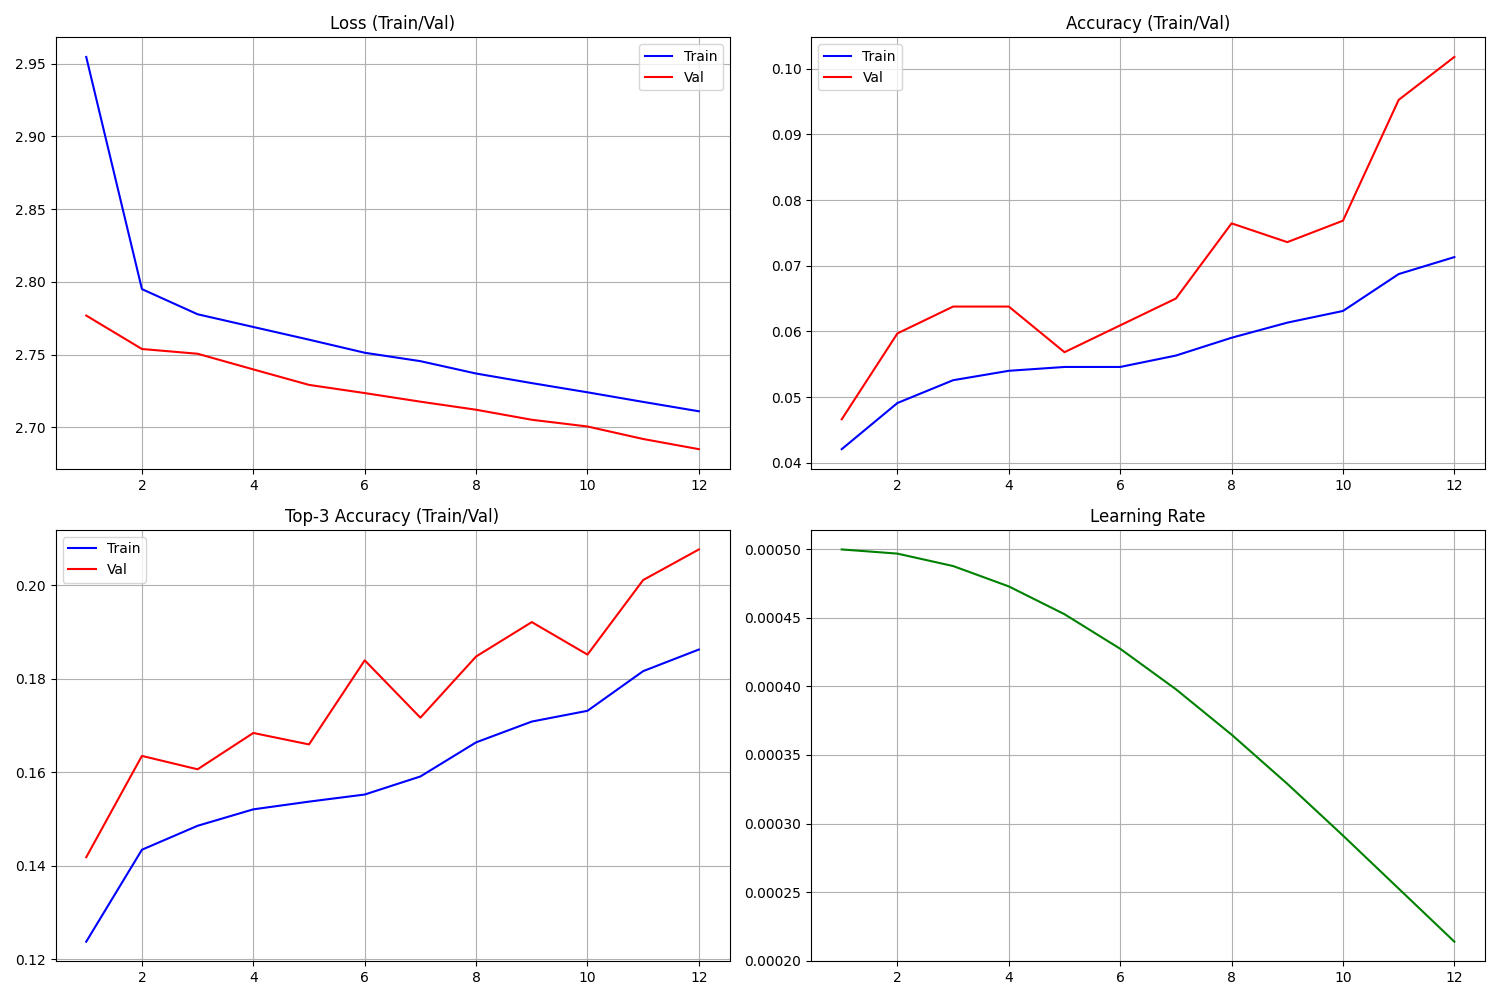 Loss (Train/Val)
Train
Val
2.95
2.90
2.85
2.80
2.75
2.70
2 4 6 8 10 12
Accuracy (Train/Val)
Train
Val
0.10
0.09
0.08
0.07
0.06
0.05
0.04
2 4 6 8 10 12
Top-3 Accuracy (Train/Val)
Train
Val
0.20
0.18
0.16
0.14
0.12
2 4 6 8 10 12
Learning Rate
0.00050
0.00045
0.00040
0.00035
0.00030
0.00025
0.00020
2 4 6 8 10 12